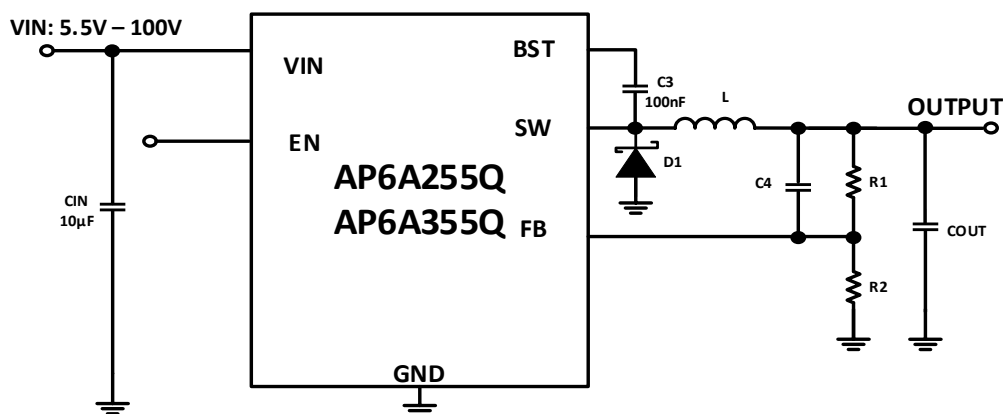 VIN: 5.5V – 100V
BST
VIN
C3
100nF
L
OUTPUT
SW
EN
D1
AP6A255Q
C4
R1
CIN
10µF
AP6A355Q
FB
COUT
R2
GND